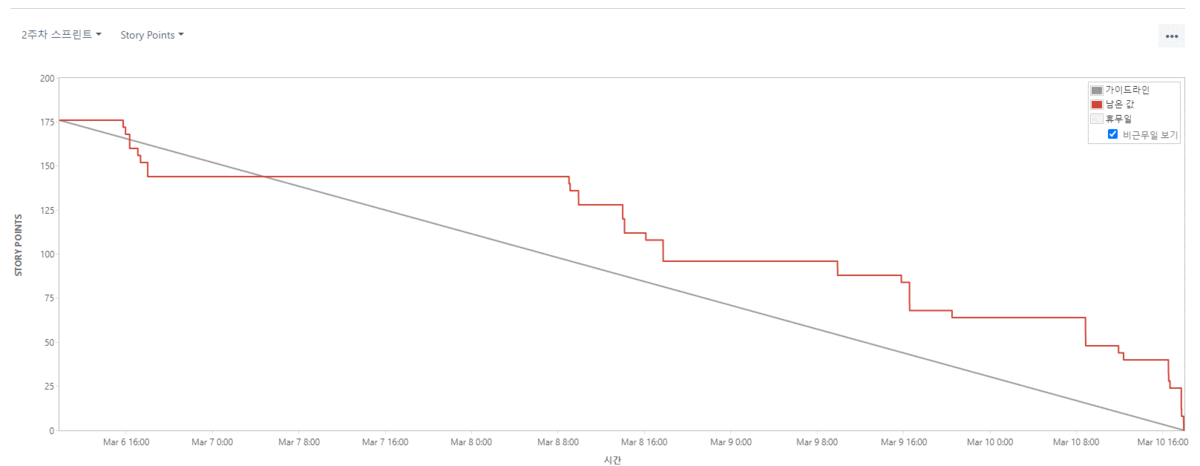 2주차 스프린트
Story Points
•••
가이드라인
남은 값
휴무일
비근무일 보기
STORY POINTS
200
175
150
125
100
75
50
25
0
Mar 6 16:00
Mar 7 0:00
Mar 7 8:00
Mar 7 16:00
Mar 8 0:00
Mar 8 8:00
Mar 8 16:00
Mar 9 0:00
Mar 9 8:00
Mar 9 16:00
Mar 10 0:00
Mar 10 8:00
Mar 10 16:00
시간